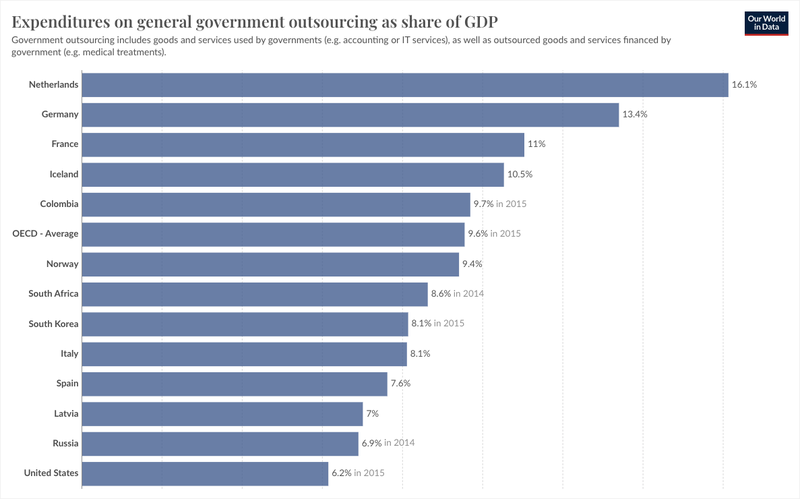 Expenditures on general government outsourcing as share of GDP
Our World
in Data
Government outsourcing includes goods and services used by governments (e.g. accounting or IT services), as well as outsourced goods and services financed by
government (e.g. medical treatments).
Netherlands 16.1%
Germany 13.4%
France 11%
Iceland 10.5%
Colombia 9.7% in 2015
OECD - Average 9.6% in 2015
Norway 9.4%
South Africa 8.6% in 2014
South Korea 8.1% in 2015
Italy 8.1%
Spain 7.6%
Latvia 7%
Russia 6.9% in 2014
United States 6.2% in 2015